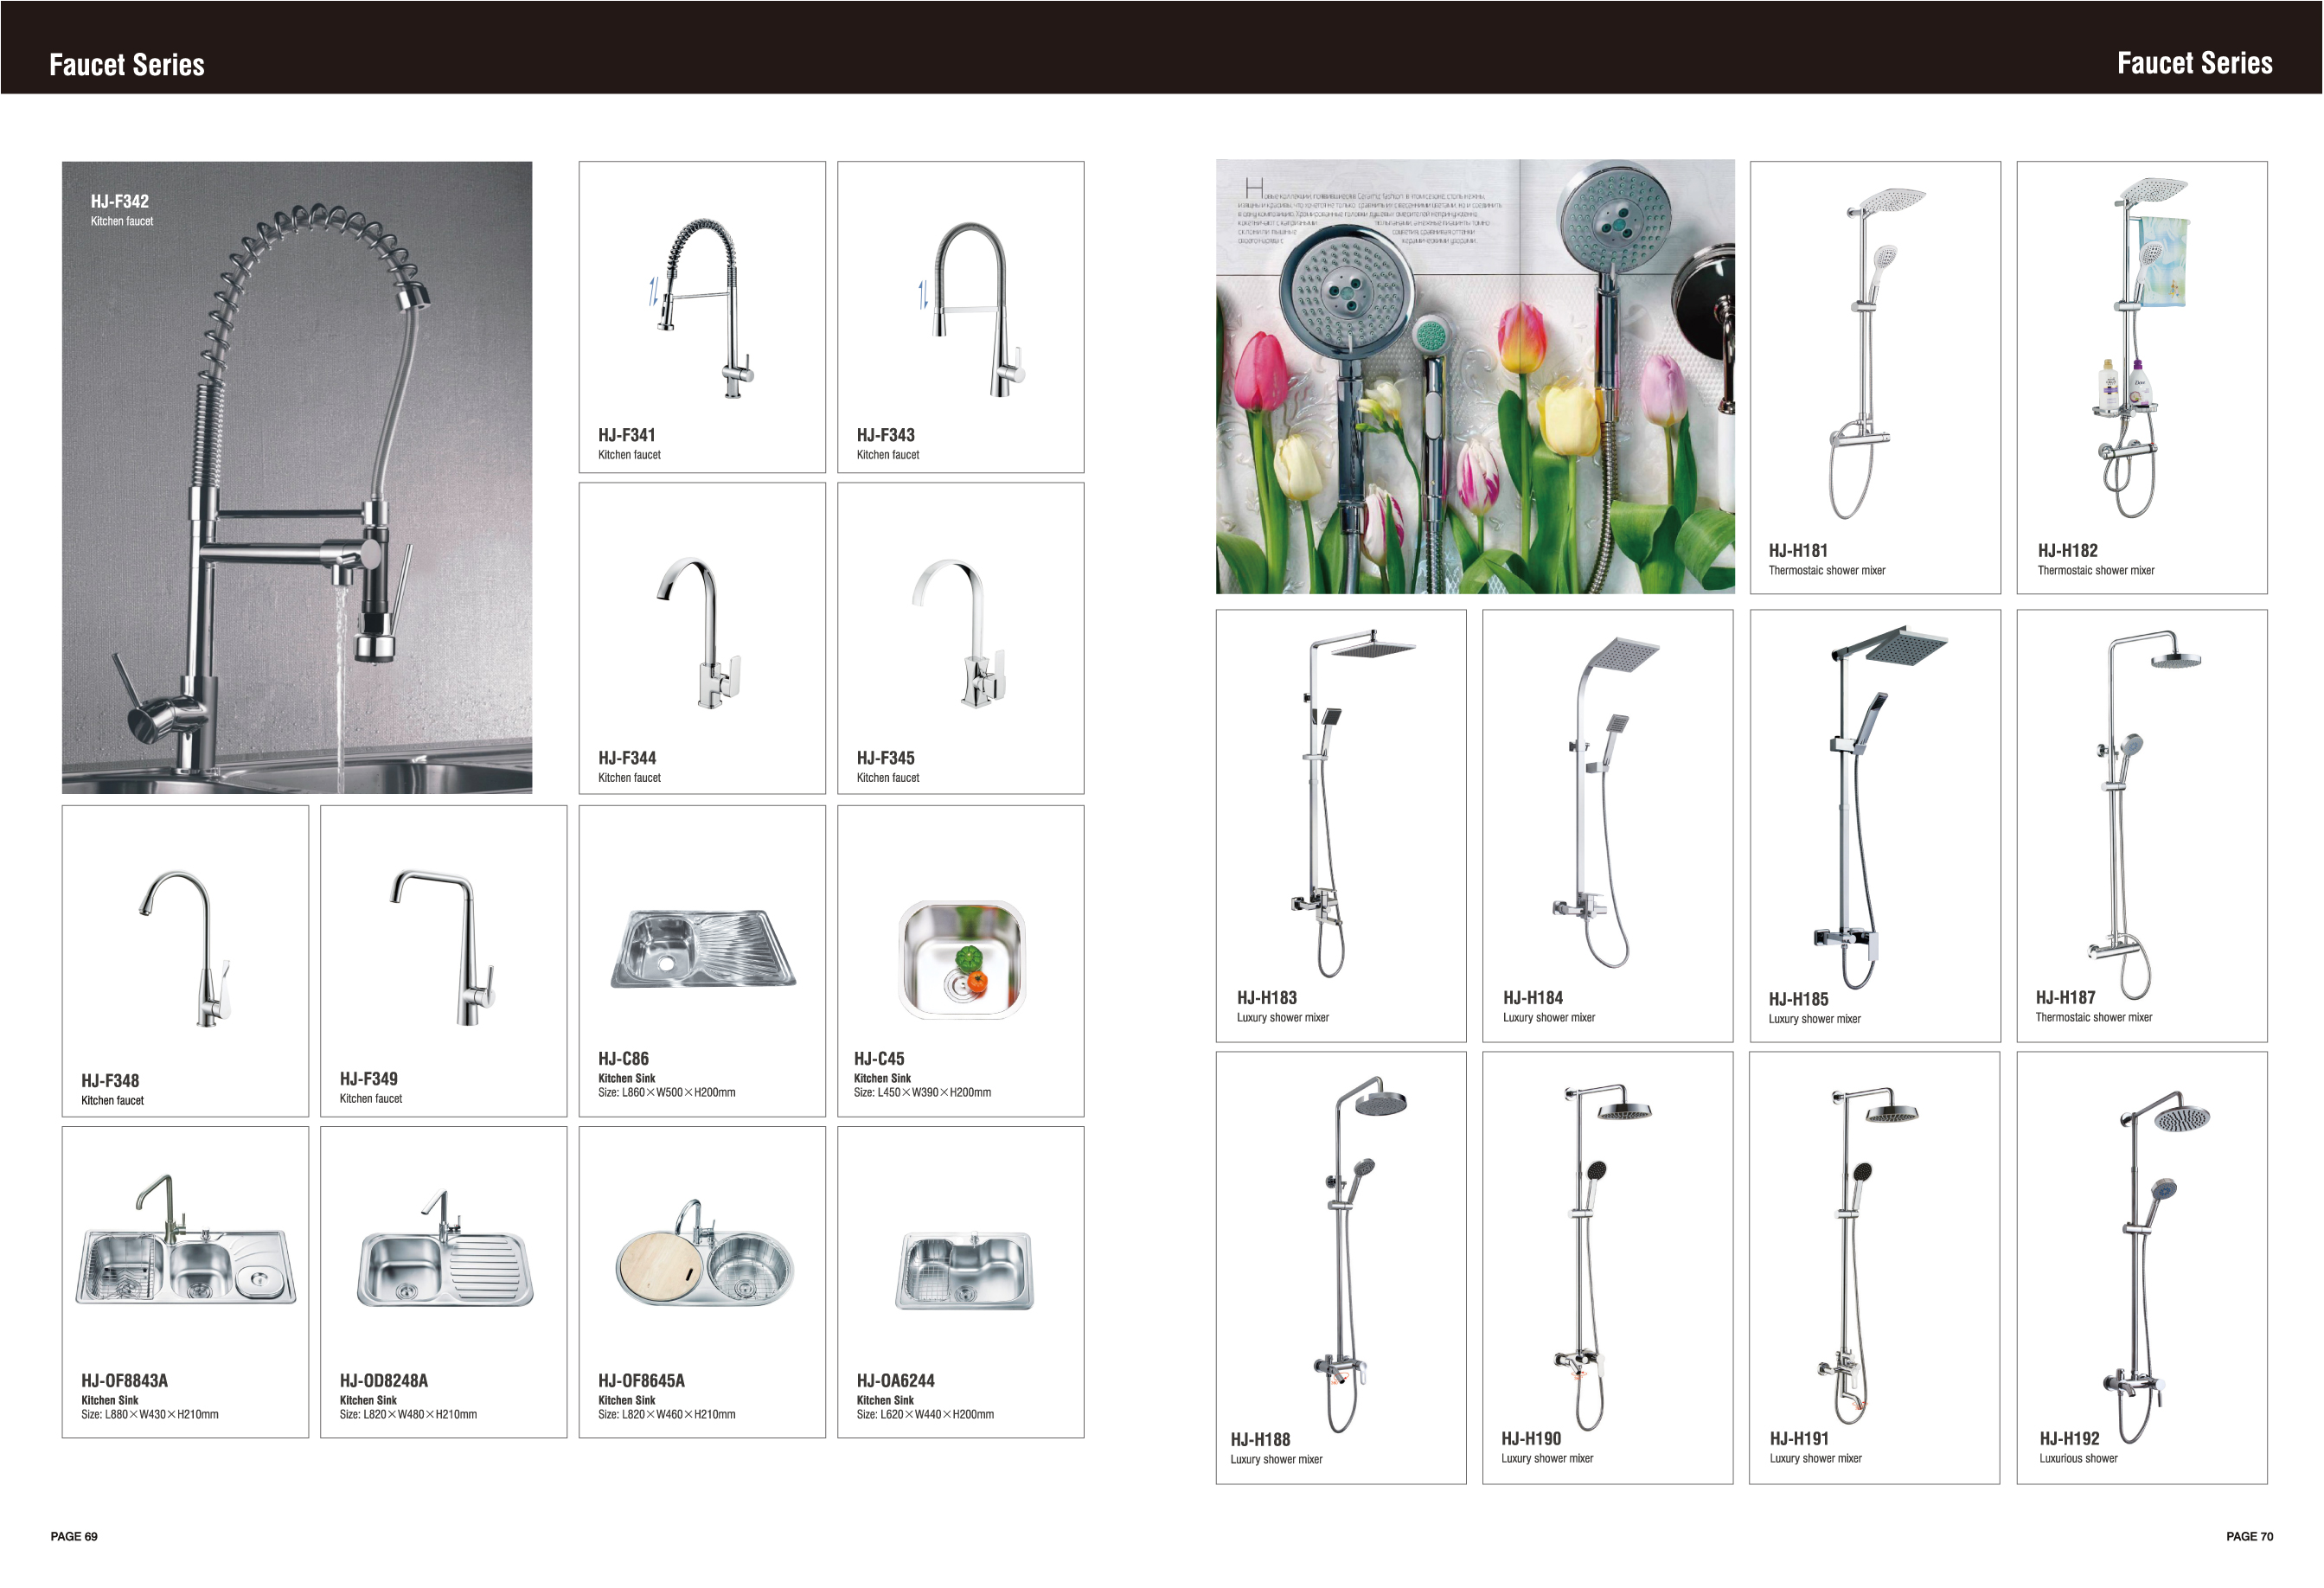 Faucet Series
Faucet Series
HJ-F342
Kitchen faucet
HJ-F341
Kitchen faucet
HJ-F343
Kitchen faucet
HJ-F344
Kitchen faucet
HJ-F345
Kitchen faucet
HJ-F348
Kitchen faucet
HJ-F349
Kitchen faucet
HJ-C86
Kitchen Sink
Size: L860×W500×H200mm
HJ-C45
Kitchen Sink
Size: L450×W390×H200mm
HJ-OF8843A
Kitchen Sink
Size: L880×W430×H210mm
HJ-OD8248A
Kitchen Sink
Size: L820×W480×H210mm
HJ-OF8645A
Kitchen Sink
Size: L820×W460×H210mm
HJ-OA6244
Kitchen Sink
Size: L620×W440×H200mm
PAGE 69
HJ-H181
Thermostaic shower mixer
HJ-H182
Thermostaic shower mixer
Dove
HJ-H183
Luxury shower mixer
HJ-H184
Luxury shower mixer
HJ-H185
Luxury shower mixer
HJ-H187
Thermostaic shower mixer
HJ-H188
Luxury shower mixer
HJ-H190
Luxury shower mixer
HJ-H191
Luxury shower mixer
HJ-H192
Luxurious shower
PAGE 70